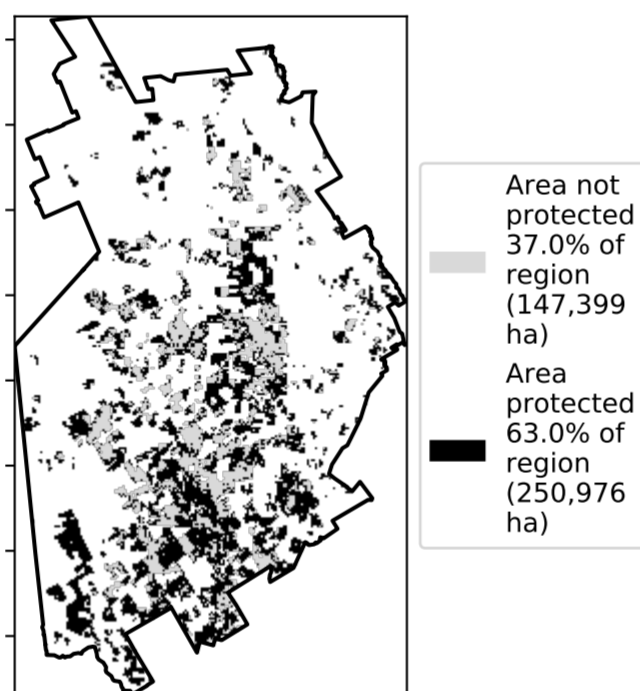 Area not
protected
37.0% of
region
(147,399
ha)
Area
protected
63.0% of
region
(250,976
ha)